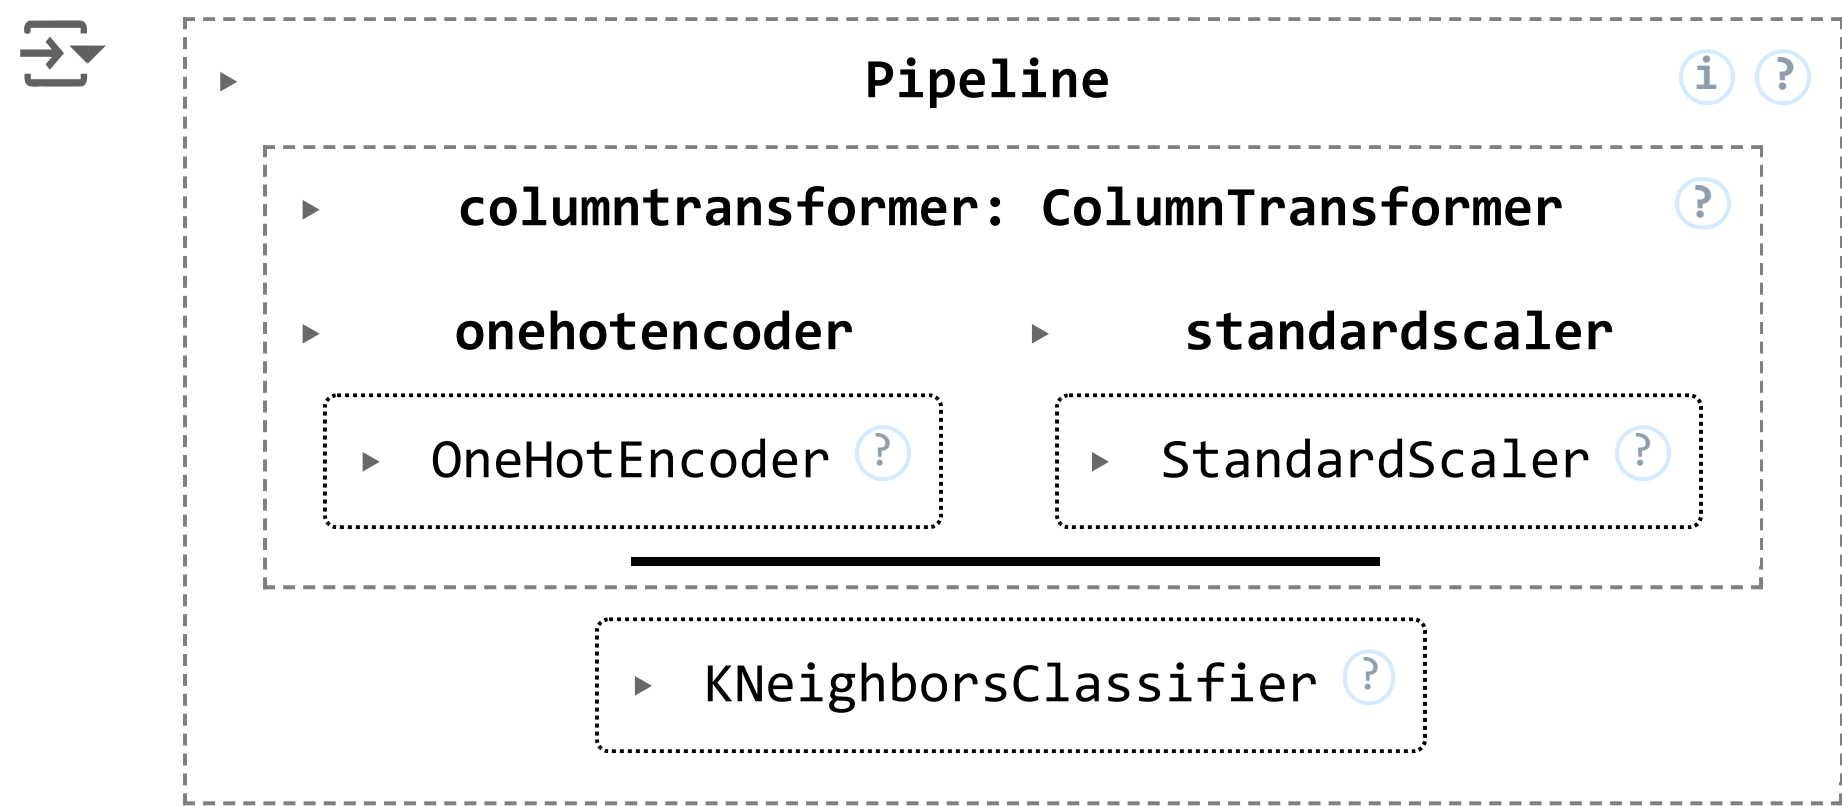 Pipeline i ?
columntransformer: ColumnTransformer ?
onehotencoder standardscaler
OneHotEncoder ? StandardScaler ?
KNeighborsClassifier ?